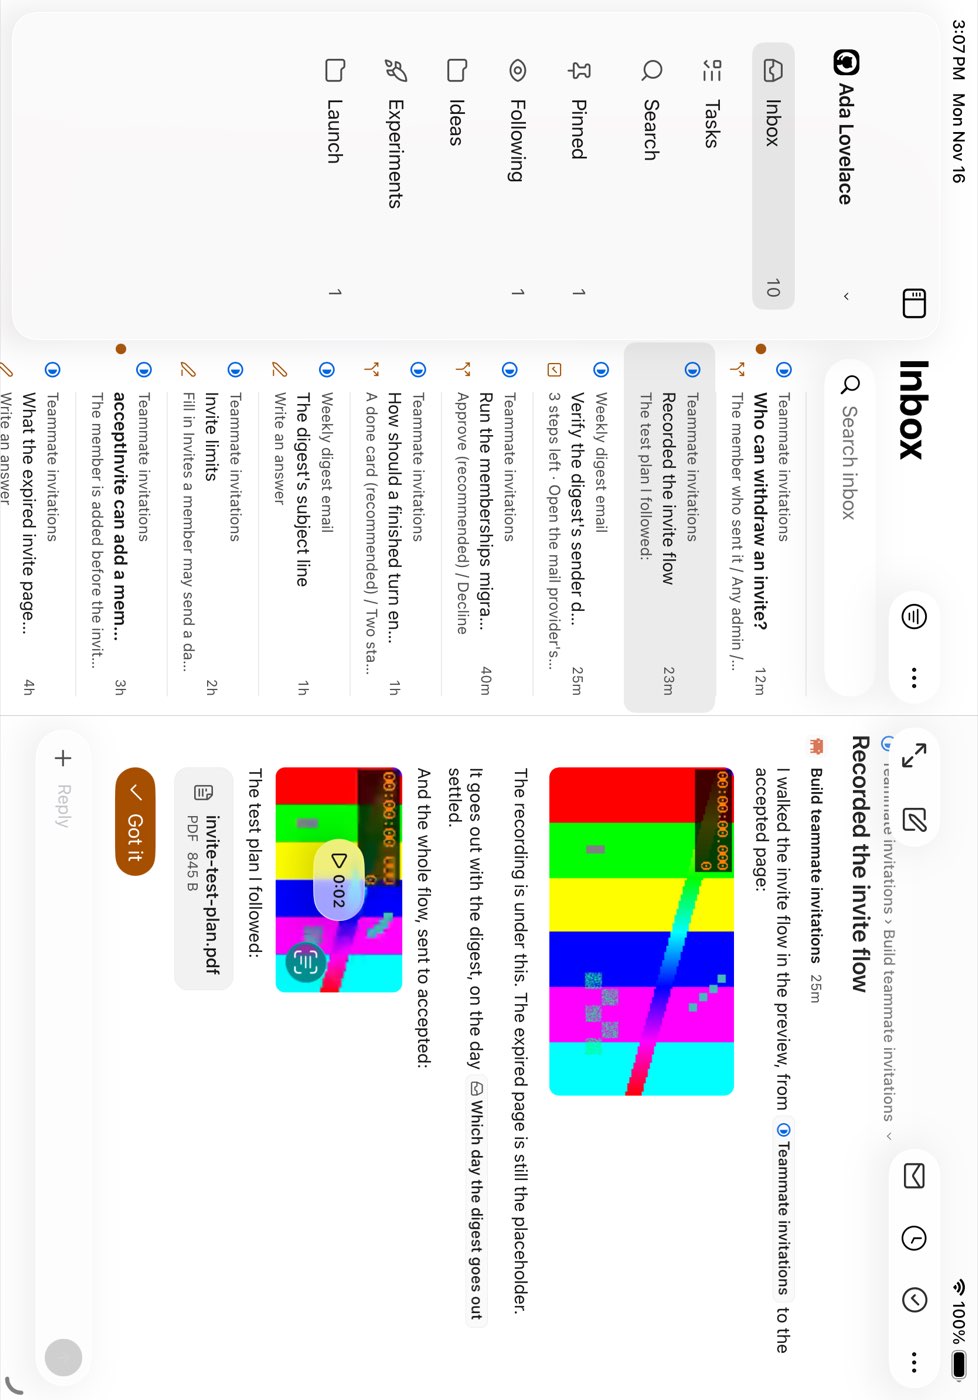 3:07 PM Mon Nov 16
100%
Ada Lovelace
Inbox 10
Tasks
Search
Pinned 1
Following 1
Ideas
Experiments
Launch 1
Inbox
Search inbox
Teammate invitations
Who can withdraw an invite? 12m
The member who sent it / Any admin /...
Teammate invitations
Recorded the invite flow 23m
The test plan I followed:
Weekly digest email
Verify the digest's sender d... 25m
3 steps left · Open the mail provider's...
Teammate invitations
Run the memberships migra... 40m
Approve (recommended) / Decline
Teammate invitations
How should a finished turn en... 1h
A done card (recommended) / Two sta...
Weekly digest email
The digest's subject line 1h
Write an answer
Teammate invitations
Invite limits 2h
Fill in Invites a member may send a da...
Teammate invitations
acceptInvite can add a mem... 3h
The member is added before the invit...
Teammate invitations
What the expired invite page... 4h
Write an answer
Teammate invitations › Build teammate invitations
Recorded the invite flow
Build teammate invitations 25m
I walked the invite flow in the preview, from Teammate invitations to the
accepted page:
00:00:00.000
0
The recording is under this. The expired page is still the placeholder.
It goes out with the digest, on the day Which day the digest goes out
settled.
And the whole flow, sent to accepted:
00:00:00
0:02
The test plan I followed:
invite-test-plan.pdf
PDF 845 B
Got it
Reply